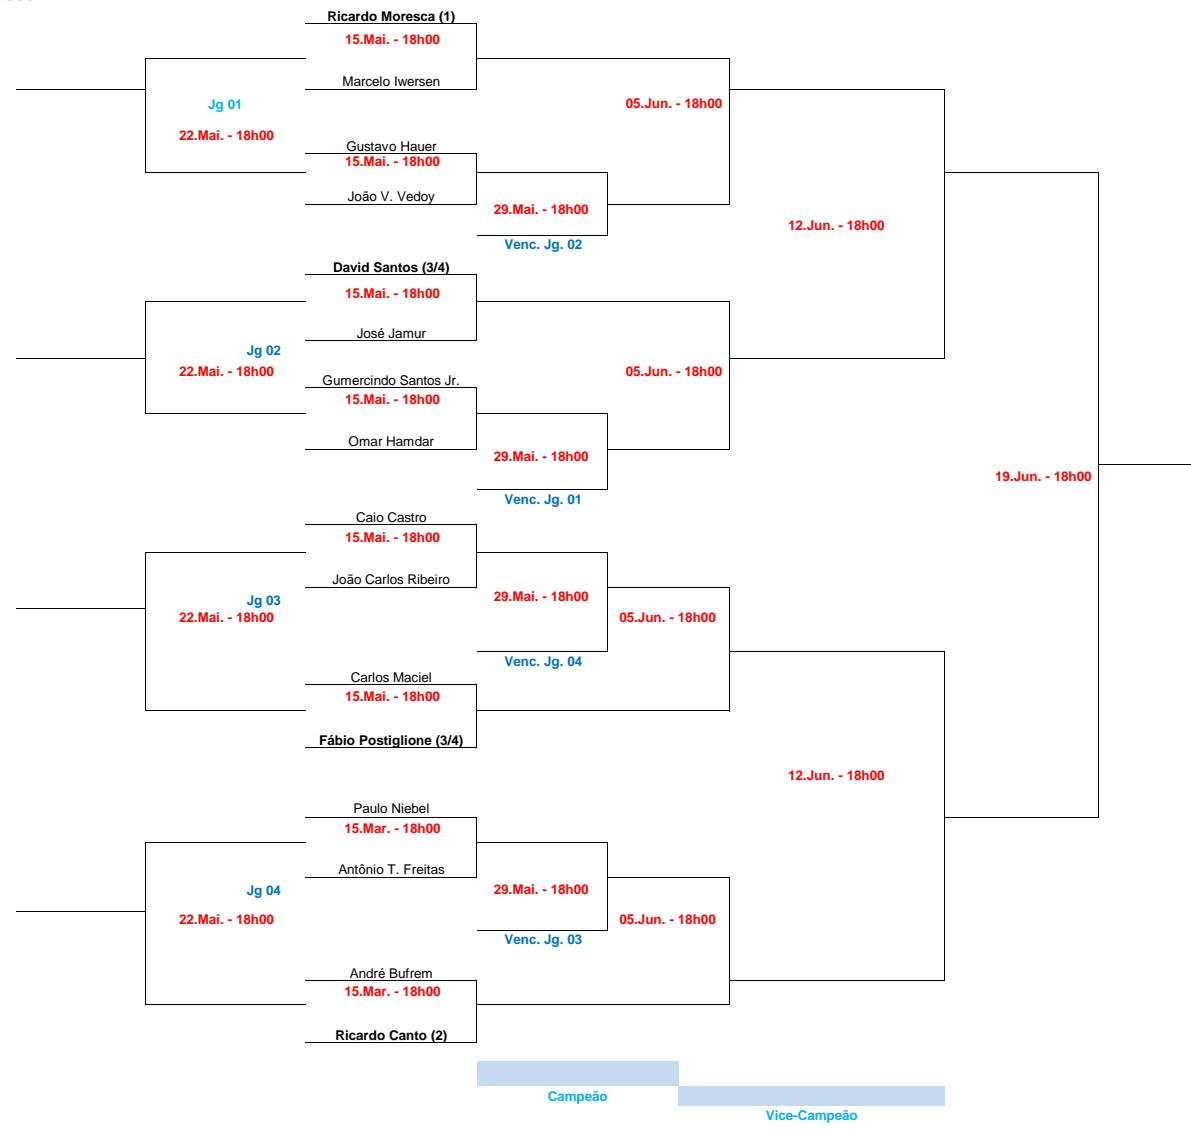 Ricardo Moresca (1)
15.Mai. - 18h00
Marcelo Iwersen
Jg 01
05.Jun. - 18h00
22.Mai. - 18h00
Gustavo Hauer
15.Mai. - 18h00
João V. Vedoy
29.Mai. - 18h00
12.Jun. - 18h00
Venc. Jg. 02
David Santos (3/4)
15.Mai. - 18h00
José Jamur
Jg 02
22.Mai. - 18h00
05.Jun. - 18h00
Gumercindo Santos Jr.
15.Mai. - 18h00
Omar Hamdar
29.Mai. - 18h00
19.Jun. - 18h00
Venc. Jg. 01
Caio Castro
15.Mai. - 18h00
João Carlos Ribeiro
29.Mai. - 18h00
Jg 03
22.Mai. - 18h00
05.Jun. - 18h00
Venc. Jg. 04
Carlos Maciel
15.Mai. - 18h00
Fábio Postiglione (3/4)
12.Jun. - 18h00
Paulo Niebel
15.Mar. - 18h00
Antônio T. Freitas
Jg 04
29.Mai. - 18h00
22.Mai. - 18h00
05.Jun. - 18h00
Venc. Jg. 03
André Bufrem
15.Mar. - 18h00
Ricardo Canto (2)
Campeão
Vice-Campeão